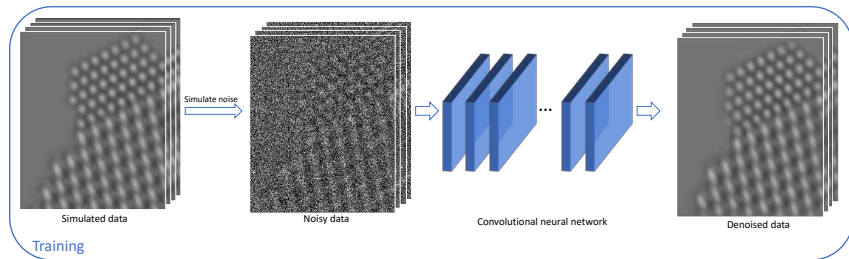 Simulate noise
...
Simulated data
Noisy data
Convolutional neural network
Denoised data
Training